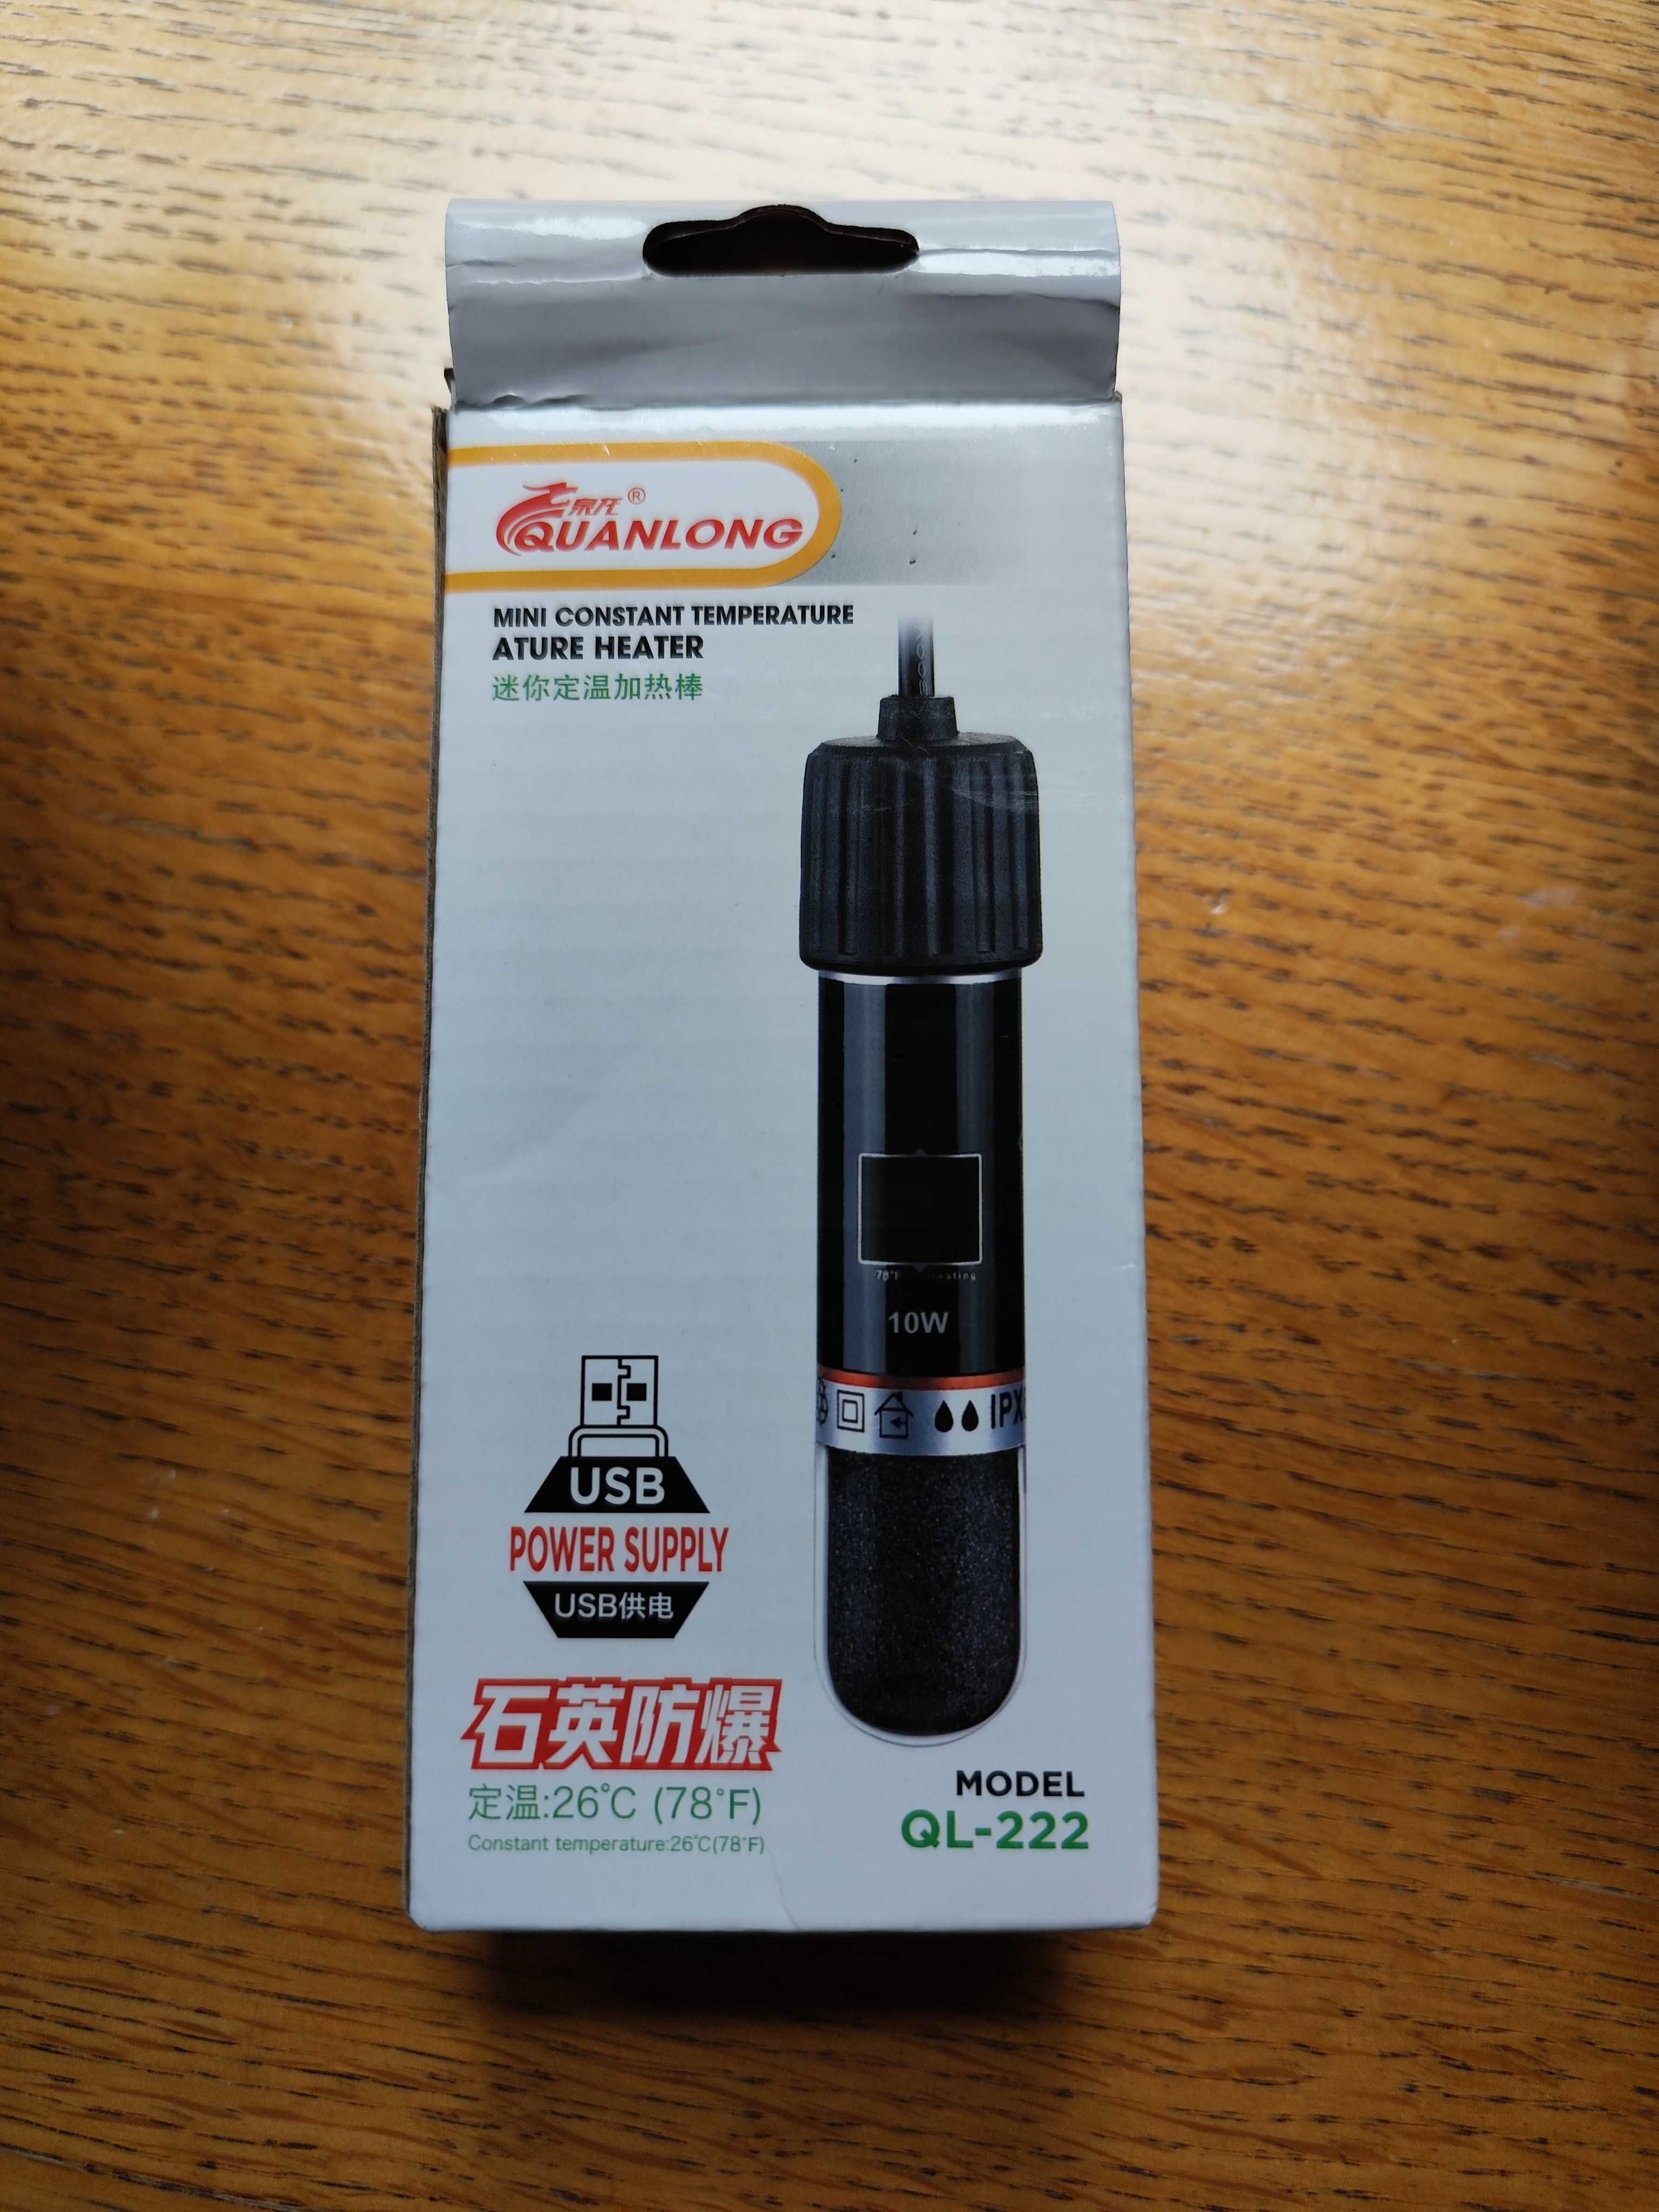 泉龙®
QUANLONG
MINI CONSTANT TEMPERATURE
ATURE HEATER
迷你定温加热棒
78°F
10W
IPX
USB
POWER SUPPLY
USB供电
石英防爆
定温:26℃ (78°F)
Constant temperature:26℃(78°F)
MODEL
QL-222